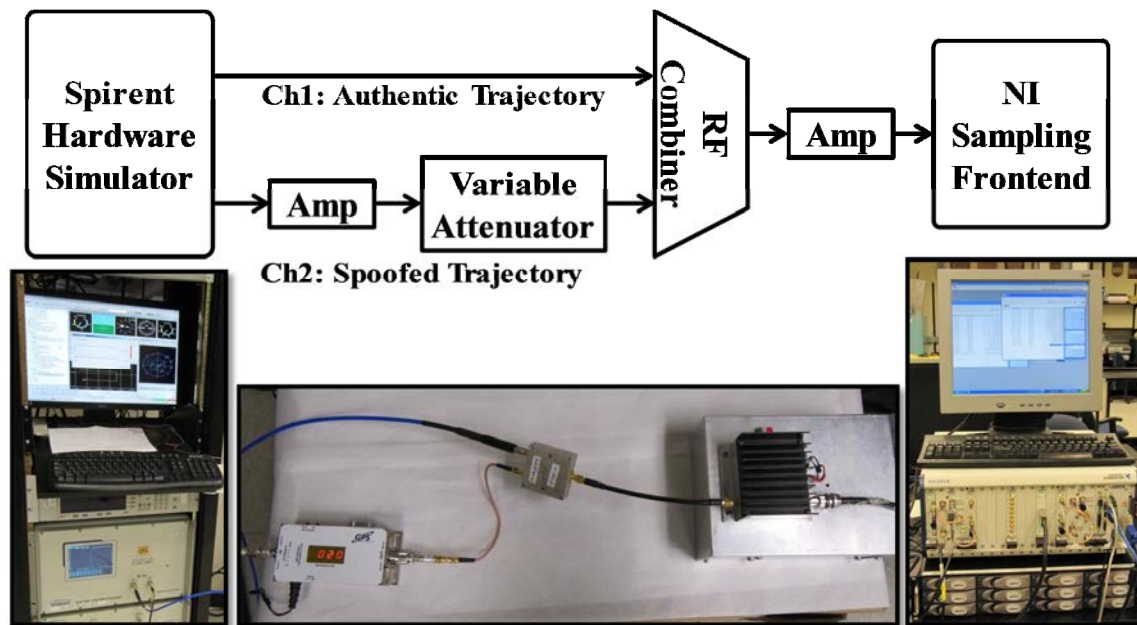 Spirent
Hardware
Simulator
Ch1: Authentic Trajectory
Amp
Variable
Attenuator
Ch2: Spoofed Trajectory
RF
Combiner
Amp
NI
Sampling
Frontend
020
GPS